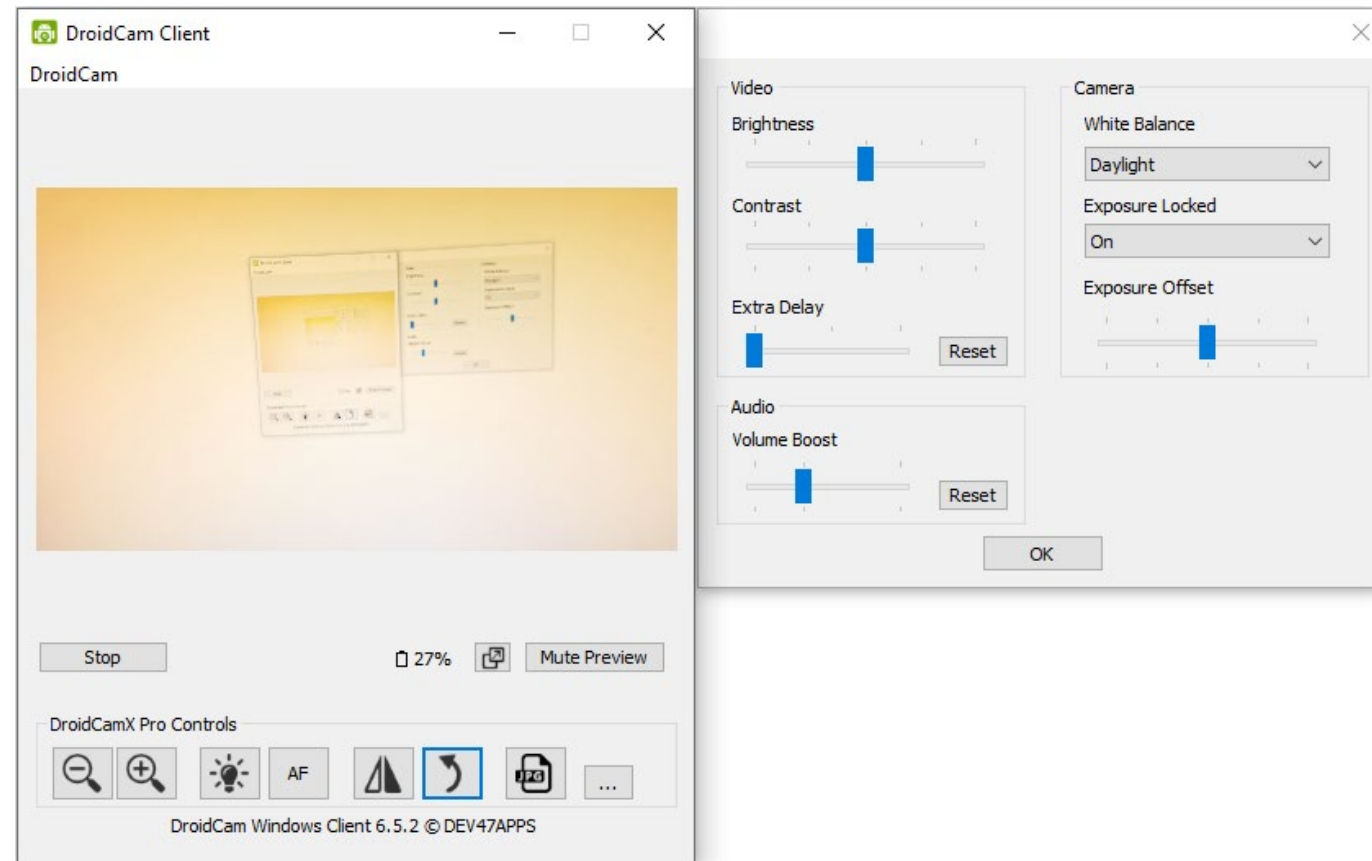 DroidCam Client
DroidCam
Stop
27%
Mute Preview
DroidCamX Pro Controls
AF
JPG
...
DroidCam Windows Client 6.5.2 © DEV47APPS
Video
Brightness
Contrast
Extra Delay
Reset
Audio
Volume Boost
Reset
Camera
White Balance
Daylight
Exposure Locked
On
Exposure Offset
OK